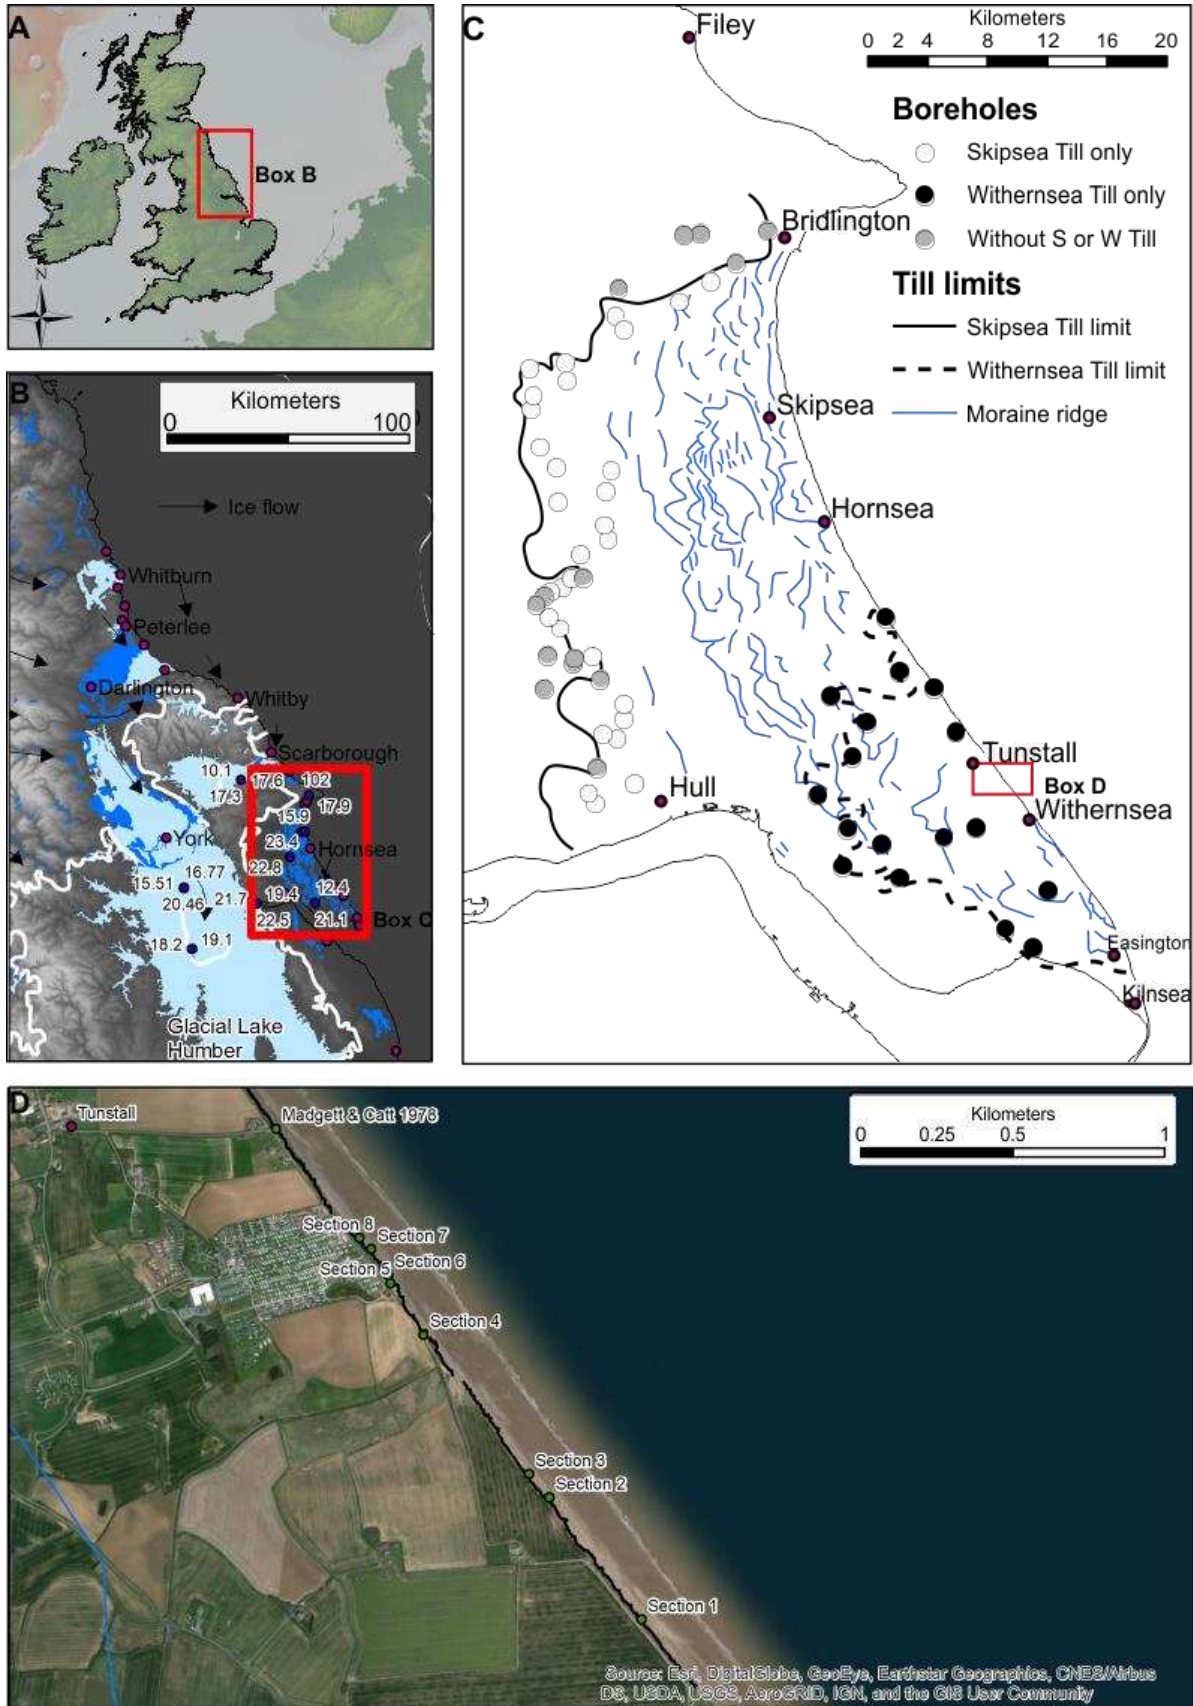 A
Box B
N
C
Filey
Kilometers
0 2 4 8 12 16 20
Boreholes
Skipsea Till only
Withernsea Till only
Without S or W Till
Till limits
Skipsea Till limit
Withernsea Till limit
Moraine ridge
Bridlington
Skipsea
Hornsea
Tunstall
Box D
Withernsea
Hull
Easington
Kilnsea
B
Kilometers
0 100
Ice flow
Whitburn
Peterlee
Darlington
Whitby
Scarborough
10.1 17.6 102
17.3 17.9
15.9
York
23.4 Hornsea
22.8
16.77
15.51 19.4 12.4
20.46 21.7
22.5 21.1 Box C
18.2 19.1
Glacial Lake
Humber
D
Tunstall
Madgett & Catt 1978
Kilometers
0 0.25 0.5 1
Section 8
Section 7
Section 6
Section 5
Section 4
Section 3
Section 2
Section 1
Source: Esri, DigitalGlobe, GeoEye, Earthstar Geographics, CNES/Airbus
DS, USDA, USGS, AeroGRID, IGN, and the GIS User Community